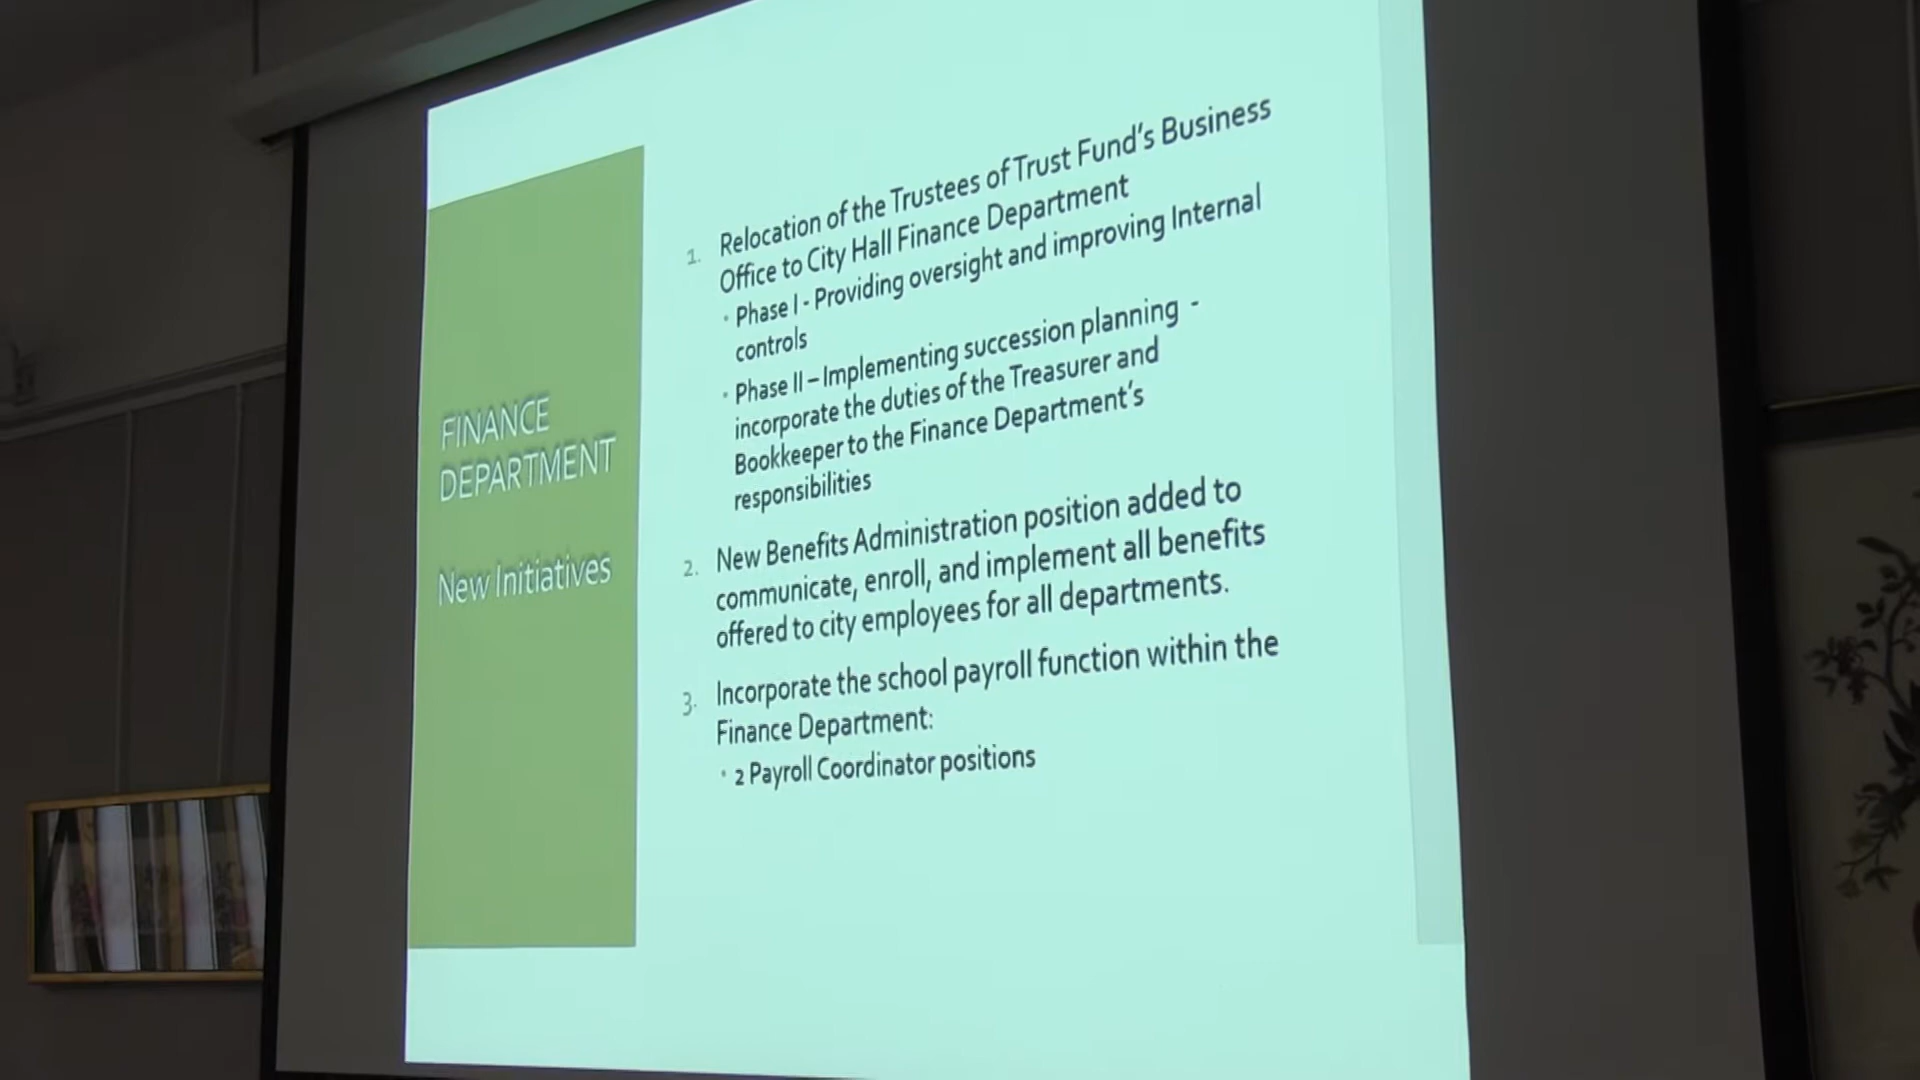 FINANCE
DEPARTMENT
New Initiatives
1. Relocation of the Trustees of Trust Fund's Business
Office to City Hall Finance Department
• Phase I - Providing oversight and improving Internal
controls
• Phase II – Implementing succession planning -
incorporate the duties of the Treasurer and
Bookkeeper to the Finance Department's
responsibilities
2. New Benefits Administration position added to
communicate, enroll, and implement all benefits
offered to city employees for all departments.
3. Incorporate the school payroll function within the
Finance Department:
• 2 Payroll Coordinator positions